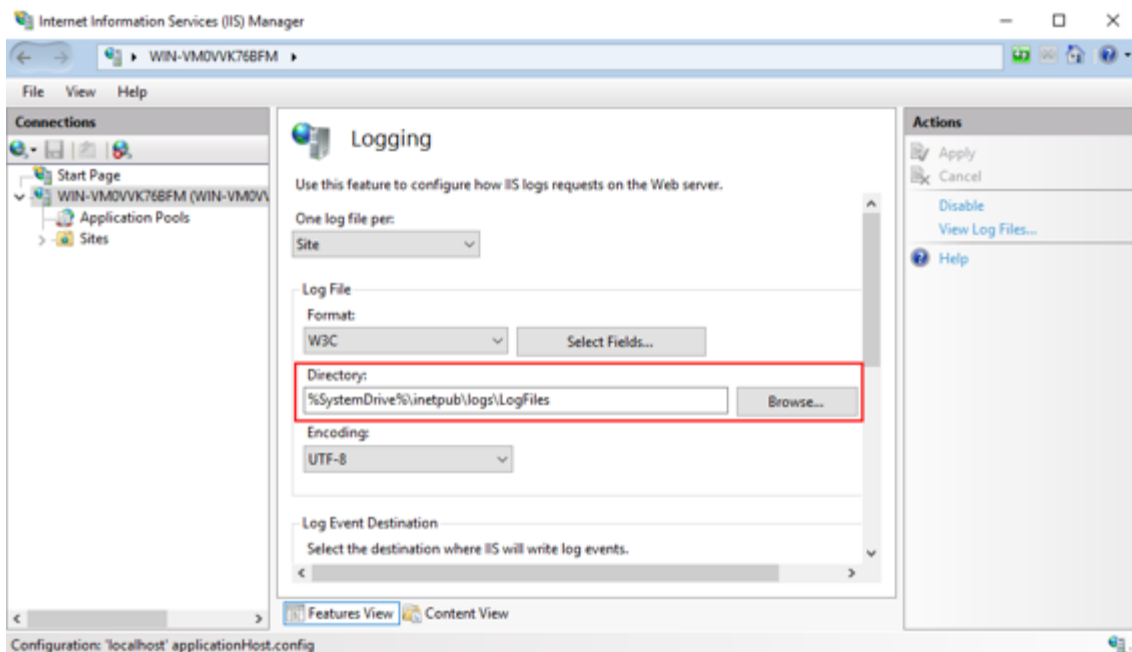 Internet Information Services (IIS) Manager
WIN-VM0VVK76BFM
File View Help
Connections
Start Page
WIN-VM0VVK76BFM (WIN-VM0V
Application Pools
Sites
Logging
Use this feature to configure how IIS logs requests on the Web server.
One log file per:
Site
Log File
Format:
W3C
Select Fields...
Directory:
%SystemDrive%\inetpub\logs\LogFiles
Browse...
Encoding:
UTF-8
Log Event Destination
Select the destination where IIS will write log events.
Features View
Content View
Actions
Apply
Cancel
Disable
View Log Files...
Help
Configuration: 'localhost' applicationHost.config